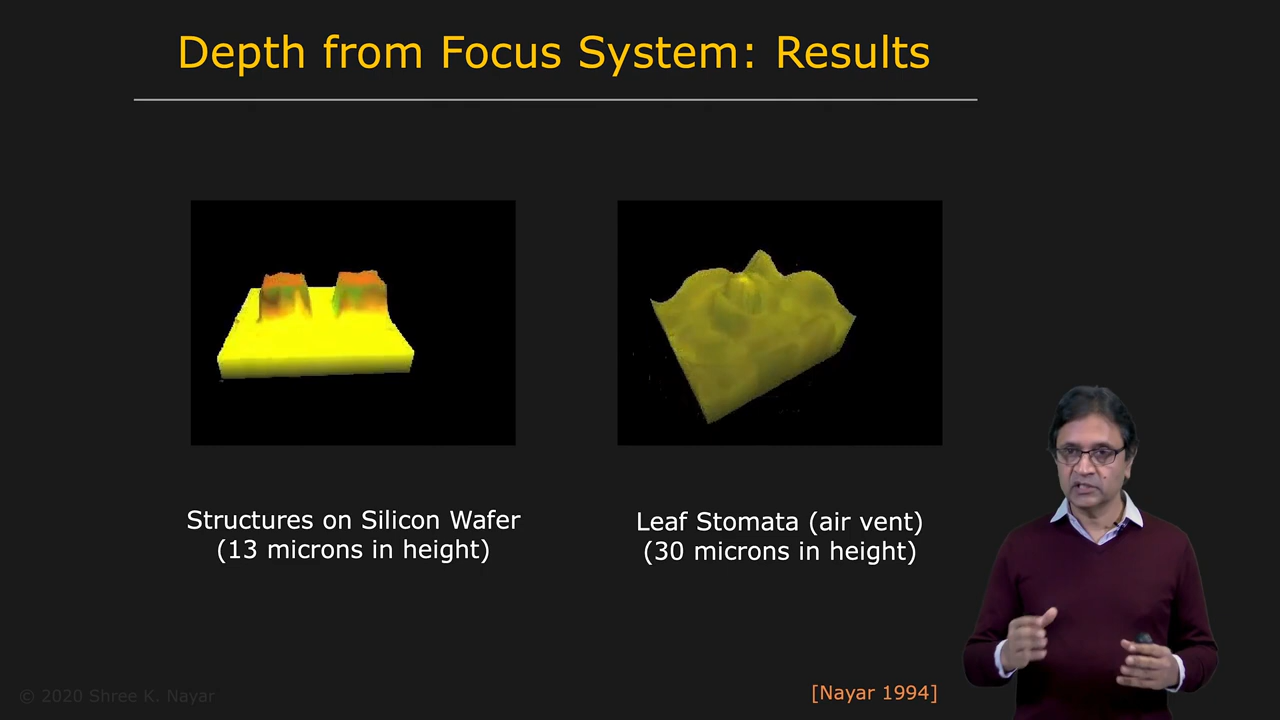 Depth from Focus System: Results
Structures on Silicon Wafer
(13 microns in height)
Leaf Stomata (air vent)
(30 microns in height)
© 2020 Shree K. Nayar
[Nayar 1994]